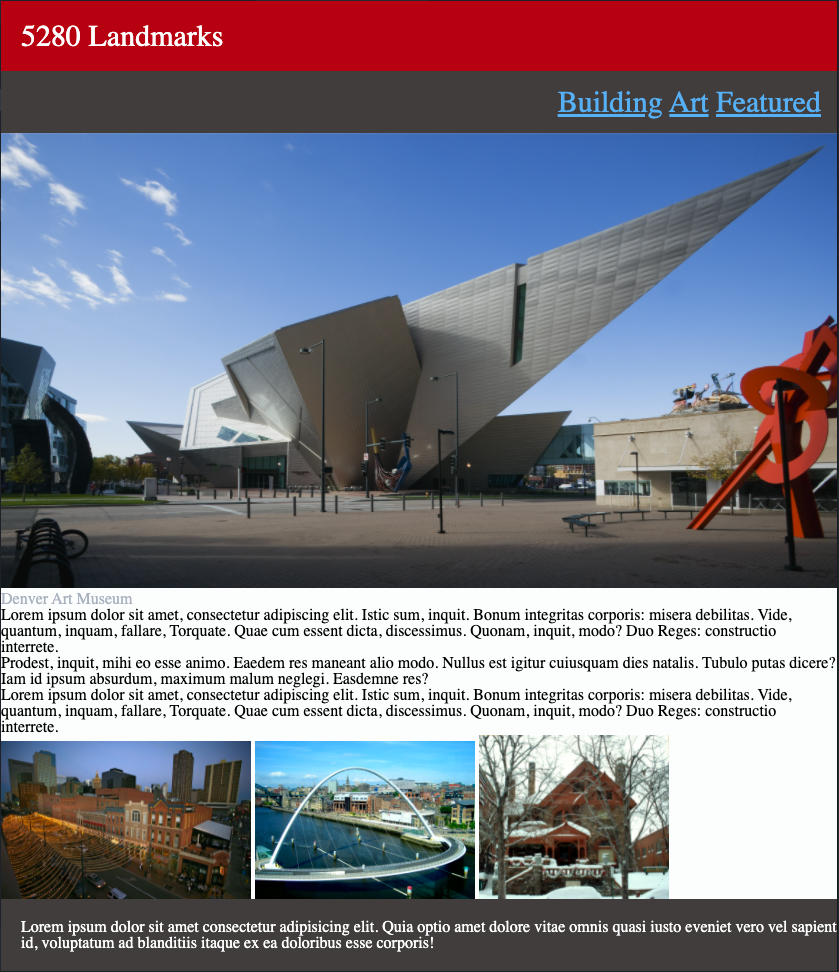 5280 Landmarks
Building Art Featured
Denver Art Museum
Lorem ipsum dolor sit amet, consectetur adipiscing elit. Istic sum, inquit. Bonum integritas corporis: misera debilitas. Vide,
quantum, inquam, fallare, Torquate. Quae cum essent dicta, discessimus. Quonam, inquit, modo? Duo Reges: constructio
interrete.
Prodest, inquit, mihi eo esse animo. Eaedem res maneant alio modo. Nullus est igitur cuiusquam dies natalis. Tubulo putas dicere?
Iam id ipsum absurdum, maximum malum neglegi. Easdemne res?
Lorem ipsum dolor sit amet, consectetur adipiscing elit. Istic sum, inquit. Bonum integritas corporis: misera debilitas. Vide,
quantum, inquam, fallare, Torquate. Quae cum essent dicta, discessimus. Quonam, inquit, modo? Duo Reges: constructio
interrete.
Lorem ipsum dolor sit amet consectetur adipisicing elit. Quia optio amet dolore vitae omnis quasi iusto eveniet vero vel sapient
id, voluptatum ad blanditiis itaque ex ea doloribus esse corporis!